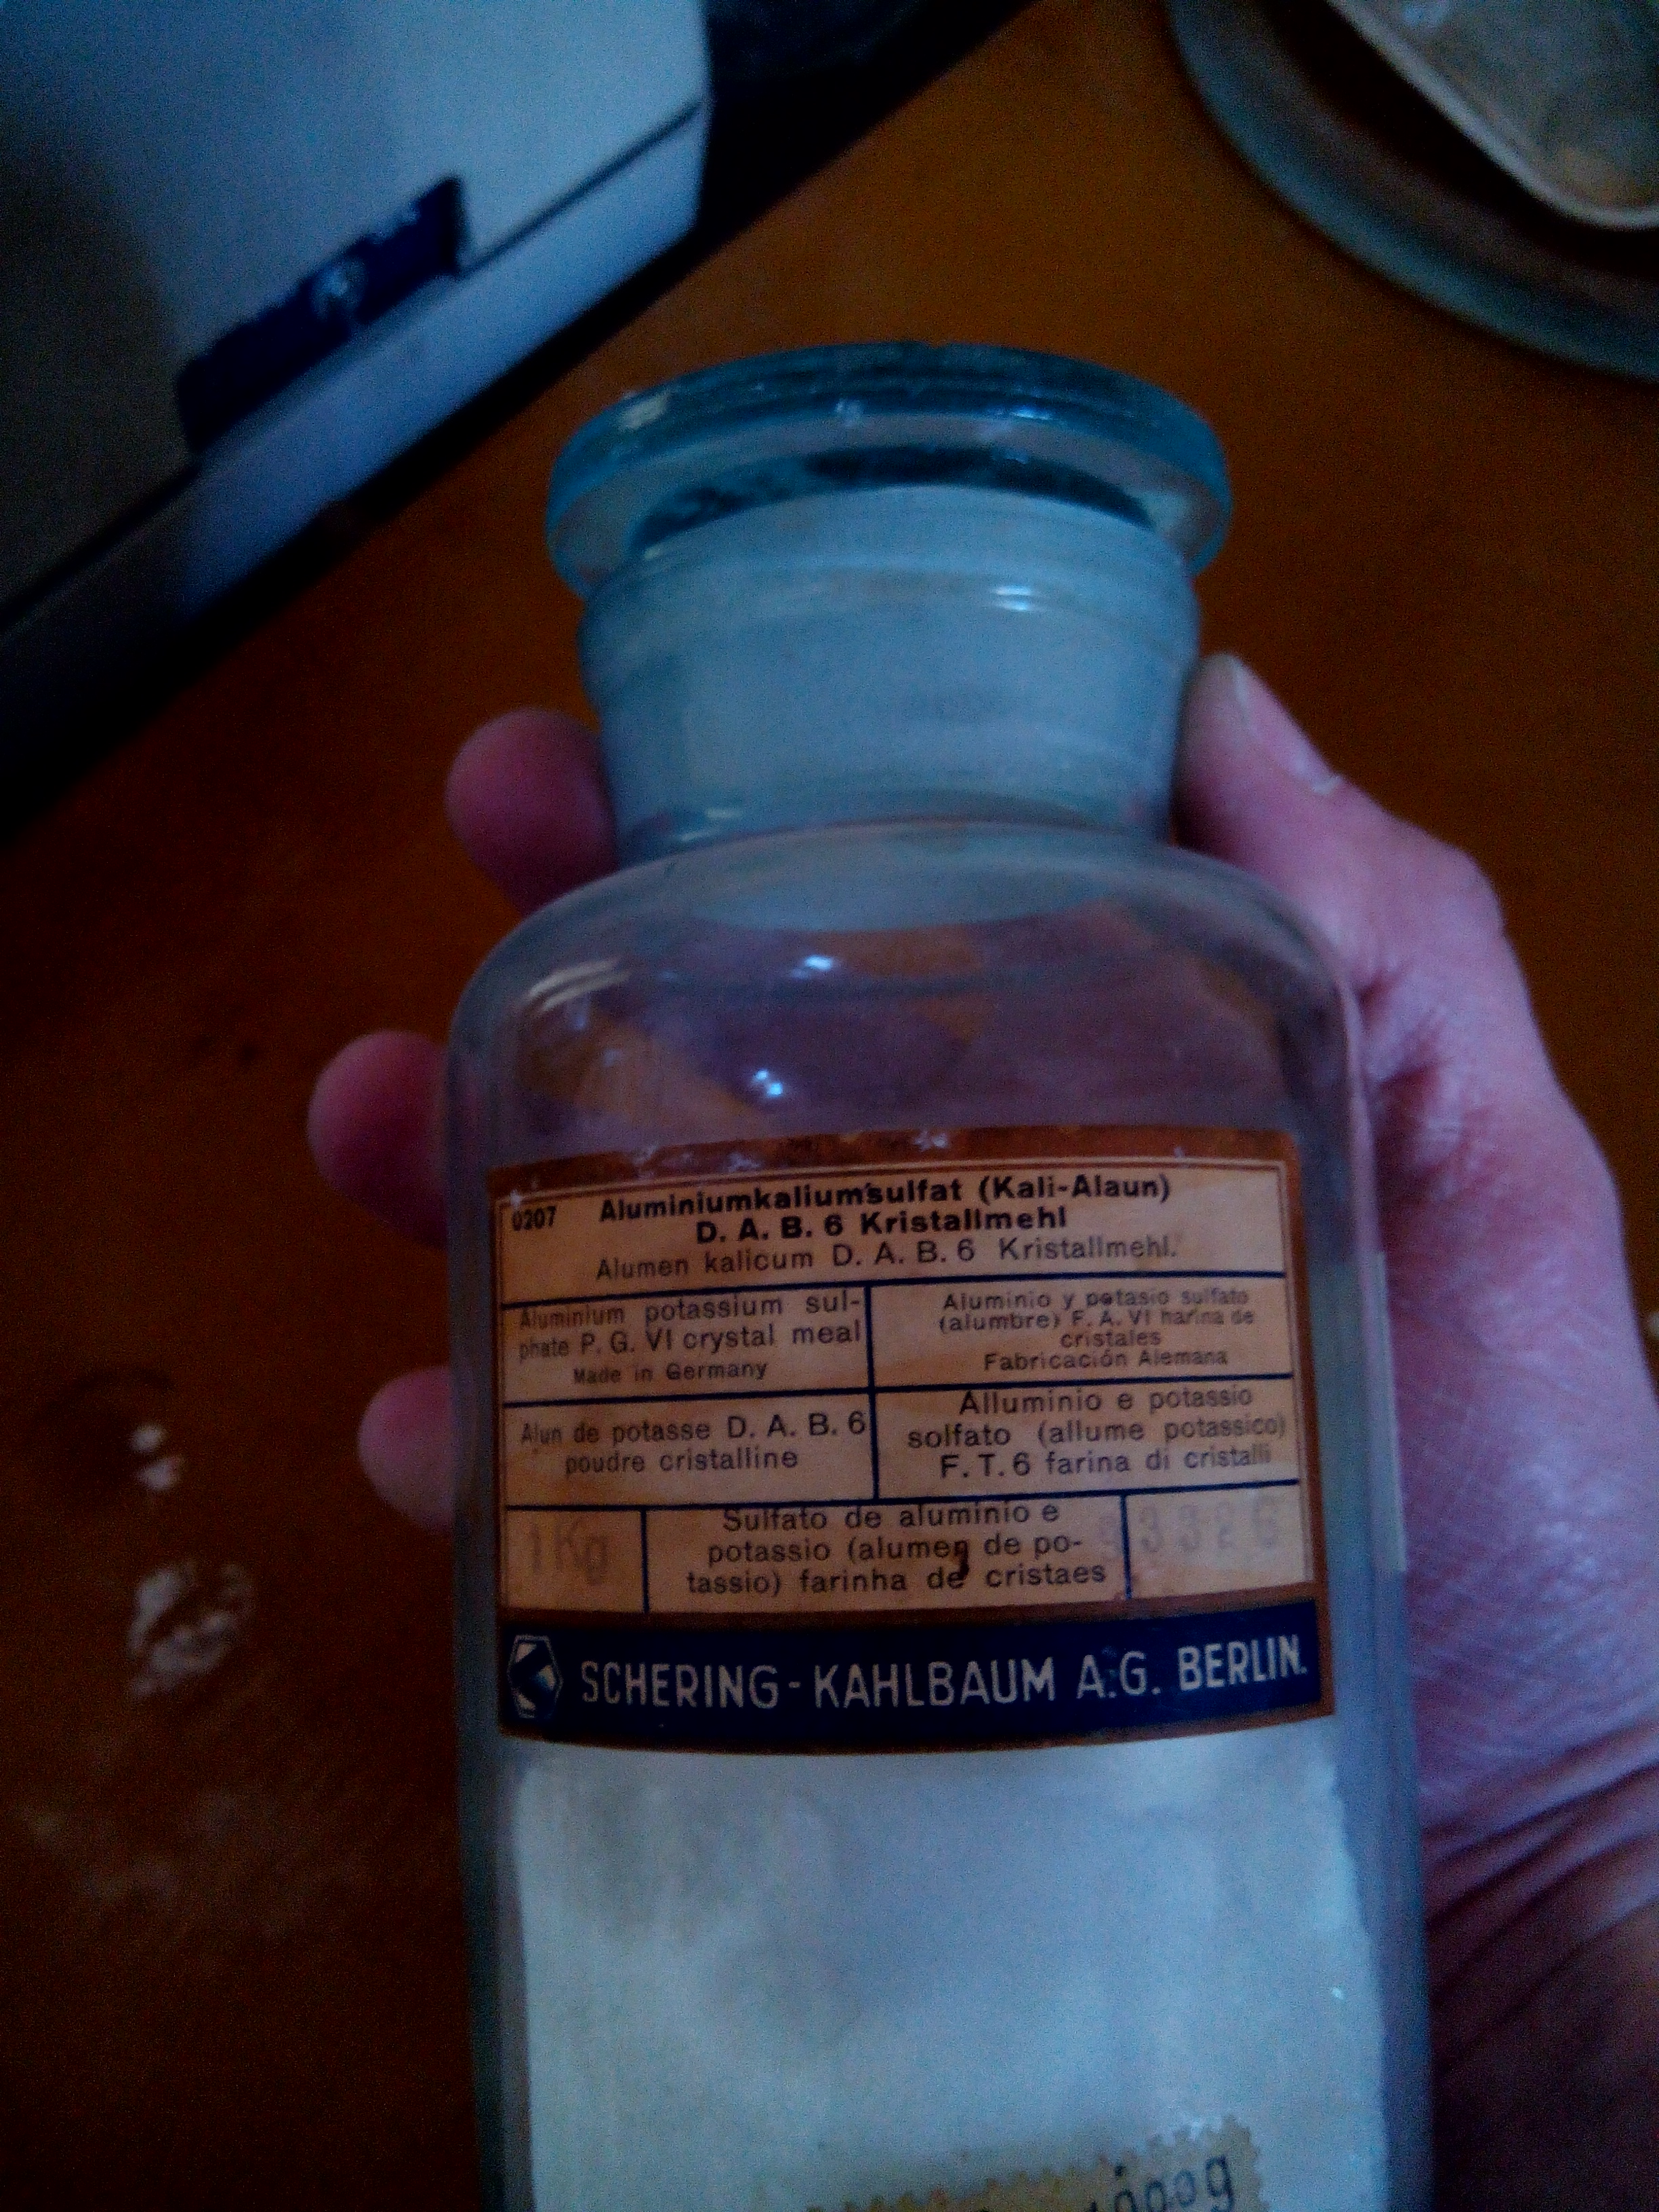 0207 Aluminiumkaliumsulfat (Kali-Alaun)
D. A. B. 6 Kristallmehl
Alumen kalicum D. A. B. 6 Kristallmehl.
Aluminium potassium sul-
phate P. G. VI crystal meal
Made in Germany
Aluminio y potasio sulfato
(alumbre) F. A. VI harina de
cristales
Fabricación Alemana
Alun de potasse D. A. B. 6
poudre cristalline
Alluminio e potassio
solfato (allume potassico)
F. T. 6 farina di cristalli
1 Kg
Sulfato de aluminio e
potassio (alumen de po-
tassio) farinha de cristaes
SCHERING-KAHLBAUM A.G. BERLIN.